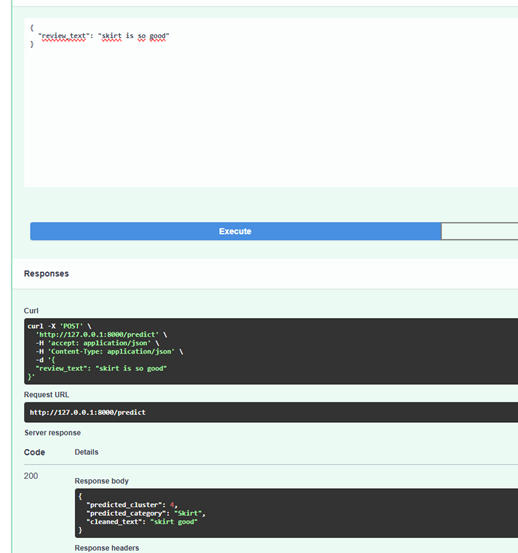 {
"review_text": "skirt is so good"
}
Execute
Responses
Curl
curl -X 'POST' \
'http://127.0.0.1:8000/predict' \
-H 'accept: application/json' \
-H 'Content-Type: application/json' \
-d '{
"review_text": "skirt is so good"
}'
Request URL
http://127.0.0.1:8000/predict
Server response
Code Details
200
Response body
{
"predicted_cluster": 4,
"predicted_category": "Skirt",
"cleaned_text": "skirt good"
}
Response headers